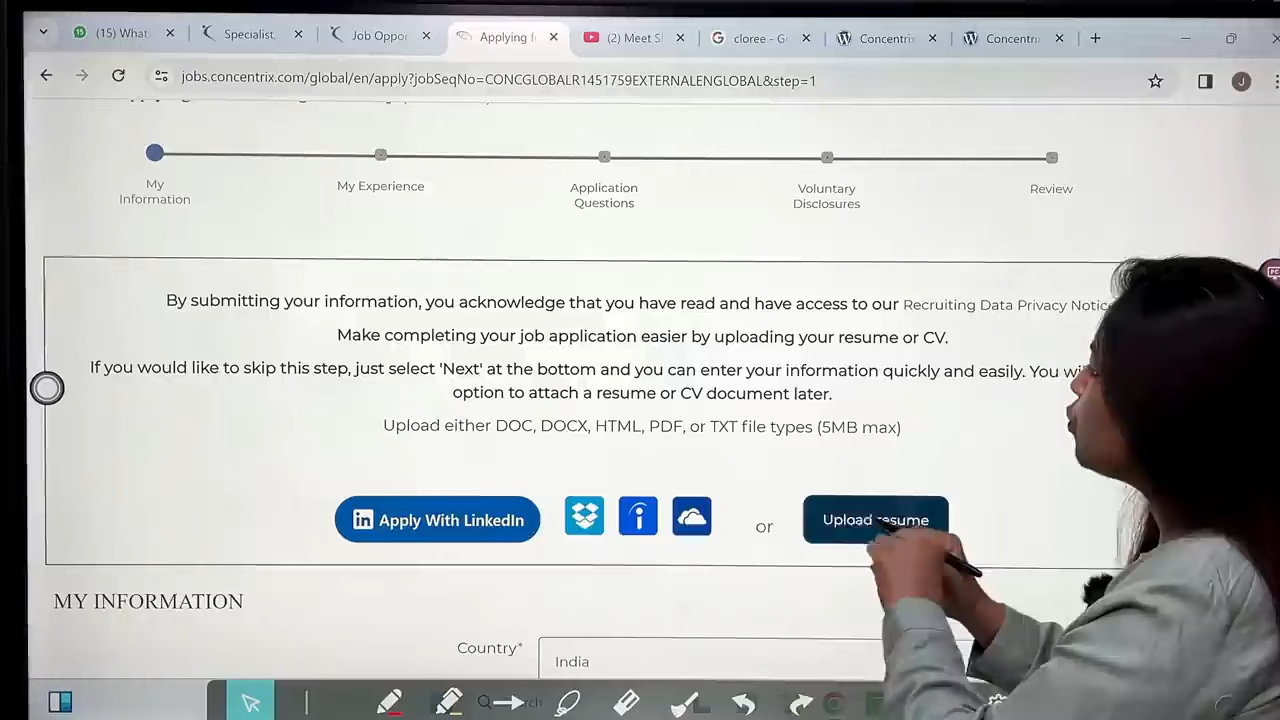 (15) What
Specialist,
Job Oppor
Applying f
(2) Meet S
cloree - G
Concentrix
Concentri
jobs.concentrix.com/global/en/apply?jobSeqNo=CONCGLOBALR1451759EXTERNALENGLOBAL&step=1
J
My
Information
My Experience
Application
Questions
Voluntary
Disclosures
Review
By submitting your information, you acknowledge that you have read and have access to our Recruiting Data Privacy Notic
Make completing your job application easier by uploading your resume or CV.
If you would like to skip this step, just select 'Next' at the bottom and you can enter your information quickly and easily. You wi
option to attach a resume or CV document later.
Upload either DOC, DOCX, HTML, PDF, or TXT file types (5MB max)
in Apply With LinkedIn
or
Upload resume
MY INFORMATION
Country*
India